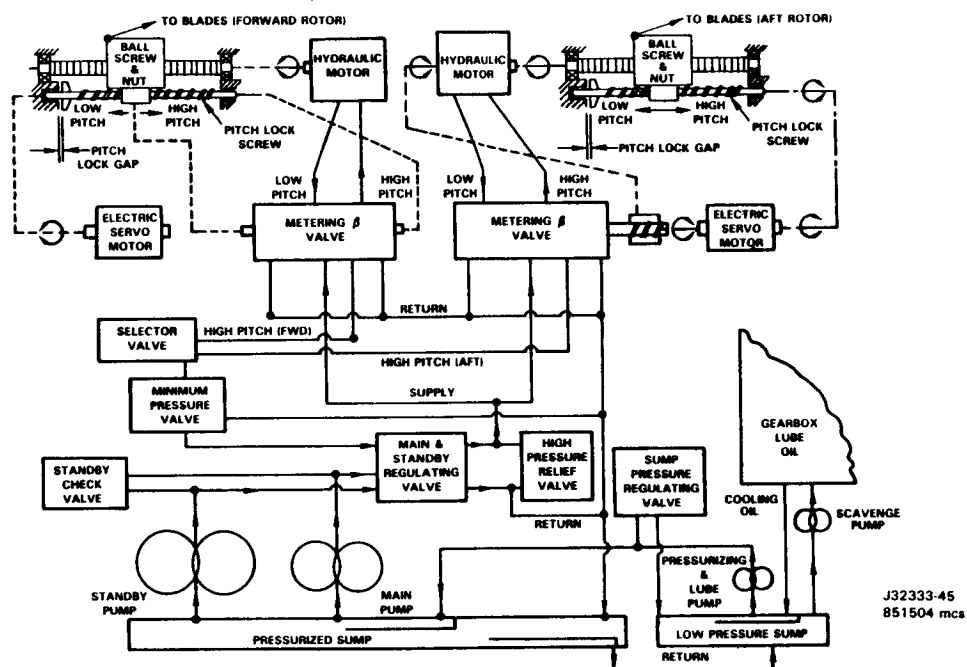 TO BLADES (FORWARD ROTOR)
TO BLADES (AFT ROTOR)
BALL
SCREW
&
NUT
HYDRAULIC
MOTOR
HYDRAULIC
MOTOR
BALL
SCREW
&
NUT
LOW
PITCH
HIGH
PITCH
PITCH LOCK
SCREW
PITCH
LOCK GAP
LOW
PITCH
HIGH
PITCH
PITCH LOCK
SCREW
PITCH LOCK GAP
LOW
PITCH
HIGH
PITCH
LOW
PITCH
HIGH
PITCH
ELECTRIC
SERVO
MOTOR
METERING β
VALVE
METERING β
VALVE
ELECTRIC
SERVO
MOTOR
RETURN
SELECTOR
VALVE
HIGH PITCH (FWD)
HIGH PITCH (AFT)
MINIMUM
PRESSURE
VALVE
SUPPLY
STANDBY
CHECK
VALVE
MAIN &
STANDBY
REGULATING
VALVE
HIGH
PRESSURE
RELIEF
VALVE
SUMP
PRESSURE
REGULATING
VALVE
GEARBOX
LUBE
OIL
COOLING
OIL
SCAVENGE
PUMP
RETURN
STANDBY
PUMP
MAIN
PUMP
PRESSURIZING
&
LUBE
PUMP
PRESSURIZED SUMP
LOW PRESSURE SUMP
RETURN
J32333-45
851504 mcs